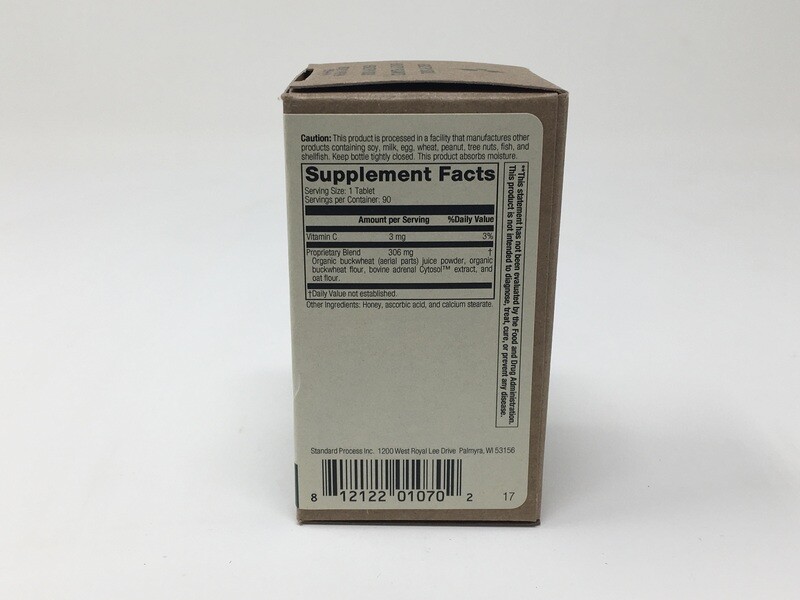 Caution: This product is processed in a facility that manufactures other
products containing soy, milk, egg, wheat, peanut, tree nuts, fish, and
shellfish. Keep bottle tightly closed. This product absorbs moisture.
Supplement Facts
Serving Size: 1 Tablet
Servings per Container: 90
Amount per Serving %Daily Value
Vitamin C 3 mg 3%
Proprietary Blend 306 mg †
Organic buckwheat (aerial parts) juice powder, organic
buckwheat flour, bovine adrenal Cytosol™ extract, and
oat flour.
†Daily Value not established.
Other Ingredients: Honey, ascorbic acid, and calcium stearate.
**This statement has not been evaluated by the Food and Drug Administration.
This product is not intended to diagnose, treat, cure, or prevent any disease.
Standard Process Inc. 1200 West Royal Lee Drive Palmyra, WI 53156
8 12122 01070 2 17